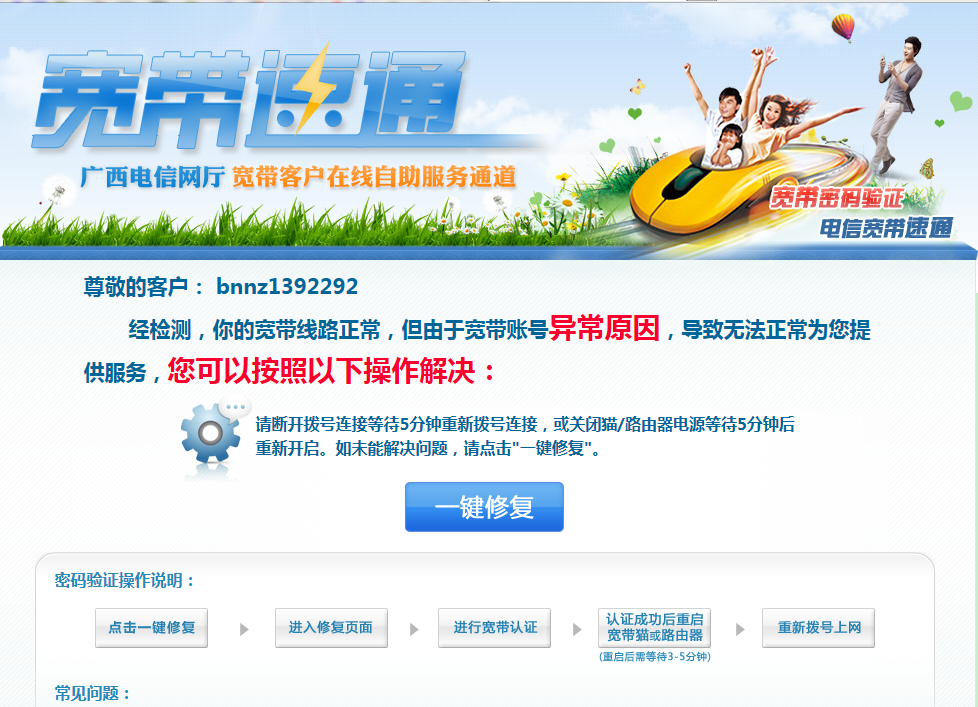 宽带速通
广西电信网厅 宽带客户在线自助服务通道
宽带密码验证
电信宽带速通
尊敬的客户： bnnz1392292
经检测，你的宽带线路正常，但由于宽带账号异常原因，导致无法正常为您提
供服务，您可以按照以下操作解决：
请断开拨号连接等待5分钟重新拨号连接，或关闭猫/路由器电源等待5分钟后
重新开启。如未能解决问题，请点击"一键修复"。
一键修复
密码验证操作说明：
点击一键修复
进入修复页面
进行宽带认证
认证成功后重启
宽带猫或路由器
(重启后需等待3-5分钟)
重新拨号上网
常见问题：